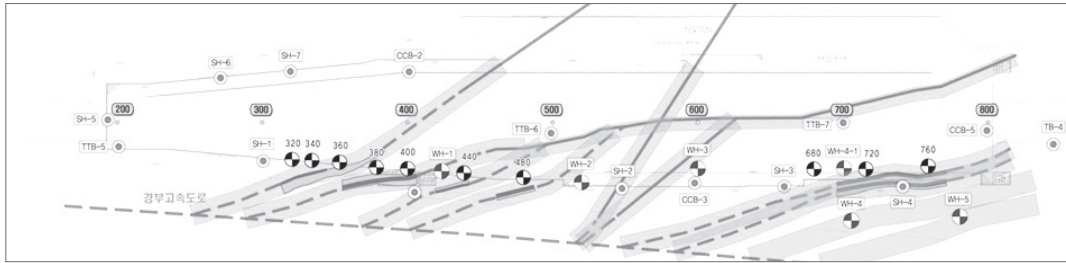 CCB-2
SH-7
SH-6
200
300
400
500
600
700
800
SH-5
TTB-6
TTB-7
CCB-5
TB-4
TTB-5
SH-1
320
340
360
380
400
WH-1
440
480
WH-2
SH-2
WH-3
CCB-3
SH-3
680
WH-4-1
720
760
SH-4
WH-4
WH-5
경부고속도로